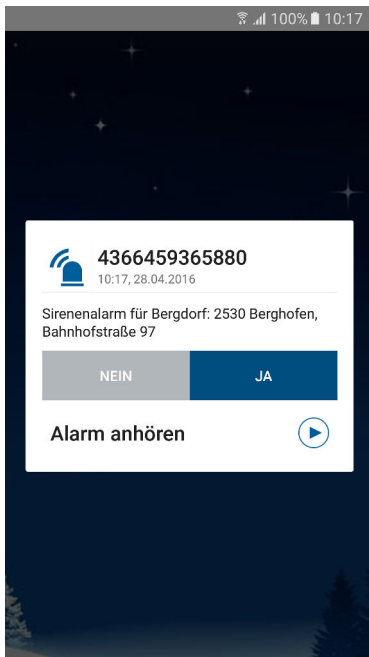 100% 10:17
4366459365880
10:17, 28.04.2016
Sirenenalarm für Bergdorf: 2530 Berghofen,
Bahnhofstraße 97
NEIN JA
Alarm anhören